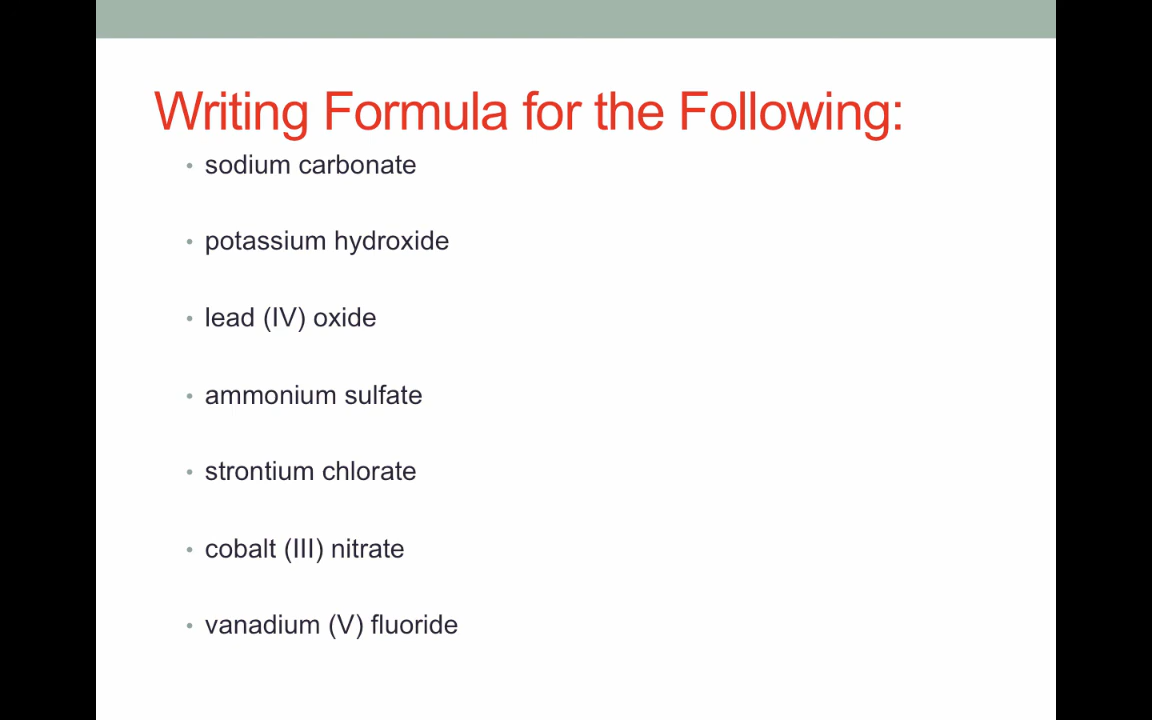 Writing Formula for the Following:
• sodium carbonate
• potassium hydroxide
• lead (IV) oxide
• ammonium sulfate
• strontium chlorate
• cobalt (III) nitrate
• vanadium (V) fluoride